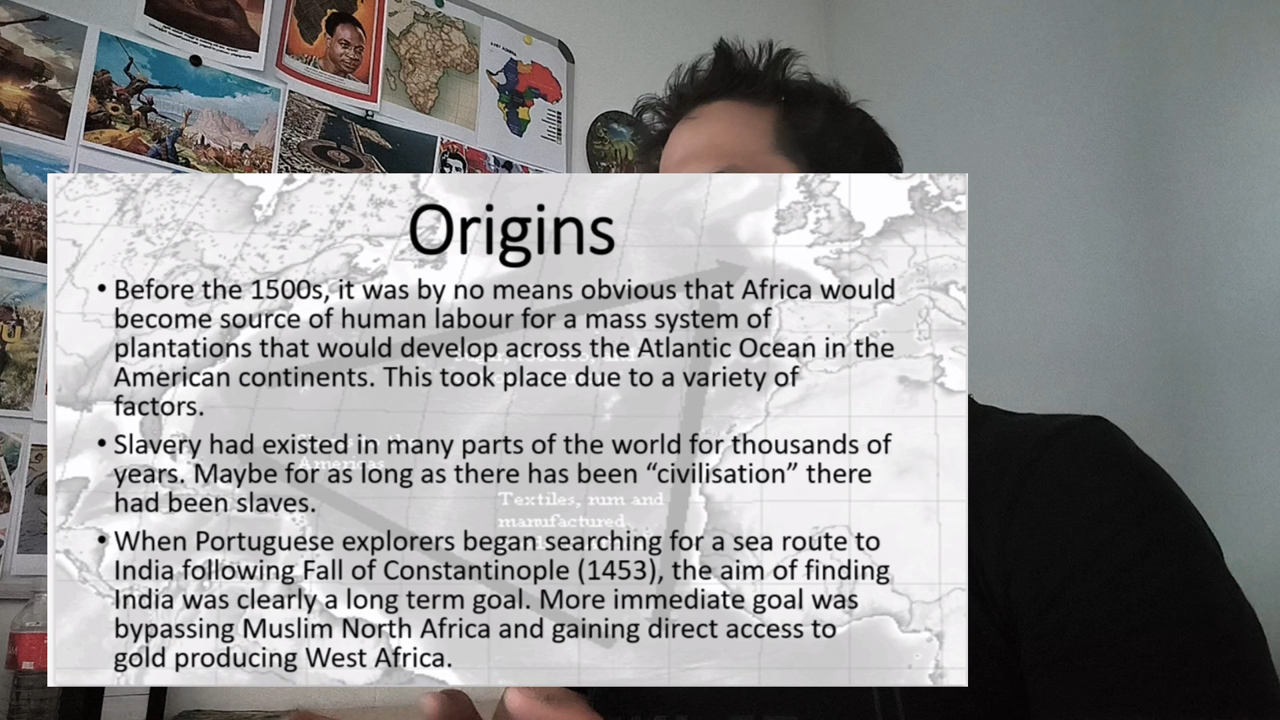 Origins
• Before the 1500s, it was by no means obvious that Africa would
become source of human labour for a mass system of
plantations that would develop across the Atlantic Ocean in the
American continents. This took place due to a variety of
factors.
• Slavery had existed in many parts of the world for thousands of
years. Maybe for as long as there has been “civilisation” there
had been slaves.
• When Portuguese explorers began searching for a sea route to
India following Fall of Constantinople (1453), the aim of finding
India was clearly a long term goal. More immediate goal was
bypassing Muslim North Africa and gaining direct access to
gold producing West Africa.
Americas
Textiles, rum and
manufactured